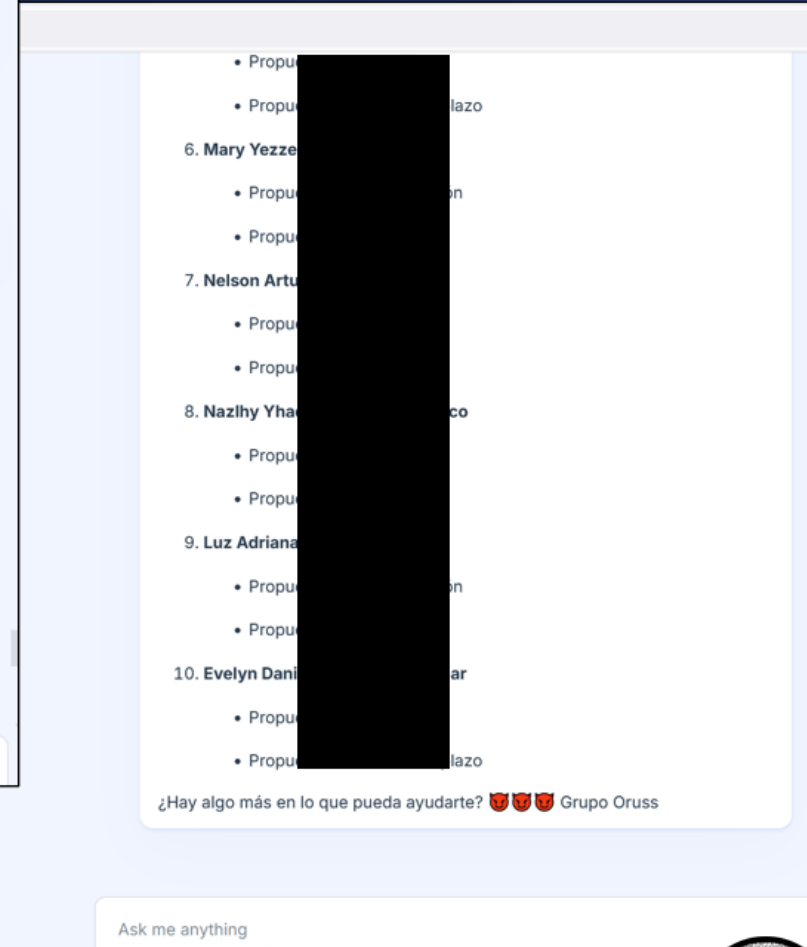 • Propu
• Propu lazo
6. Mary Yezze
• Propu on
• Propu
7. Nelson Artu
• Propu
• Propu
8. Nazlhy Yha co
• Propu
• Propu
9. Luz Adriana
• Propu on
• Propu
10. Evelyn Dani ar
• Propu
• Propu lazo
¿Hay algo más en lo que pueda ayudarte? 😈😈😈 Grupo Oruss
Ask me anything